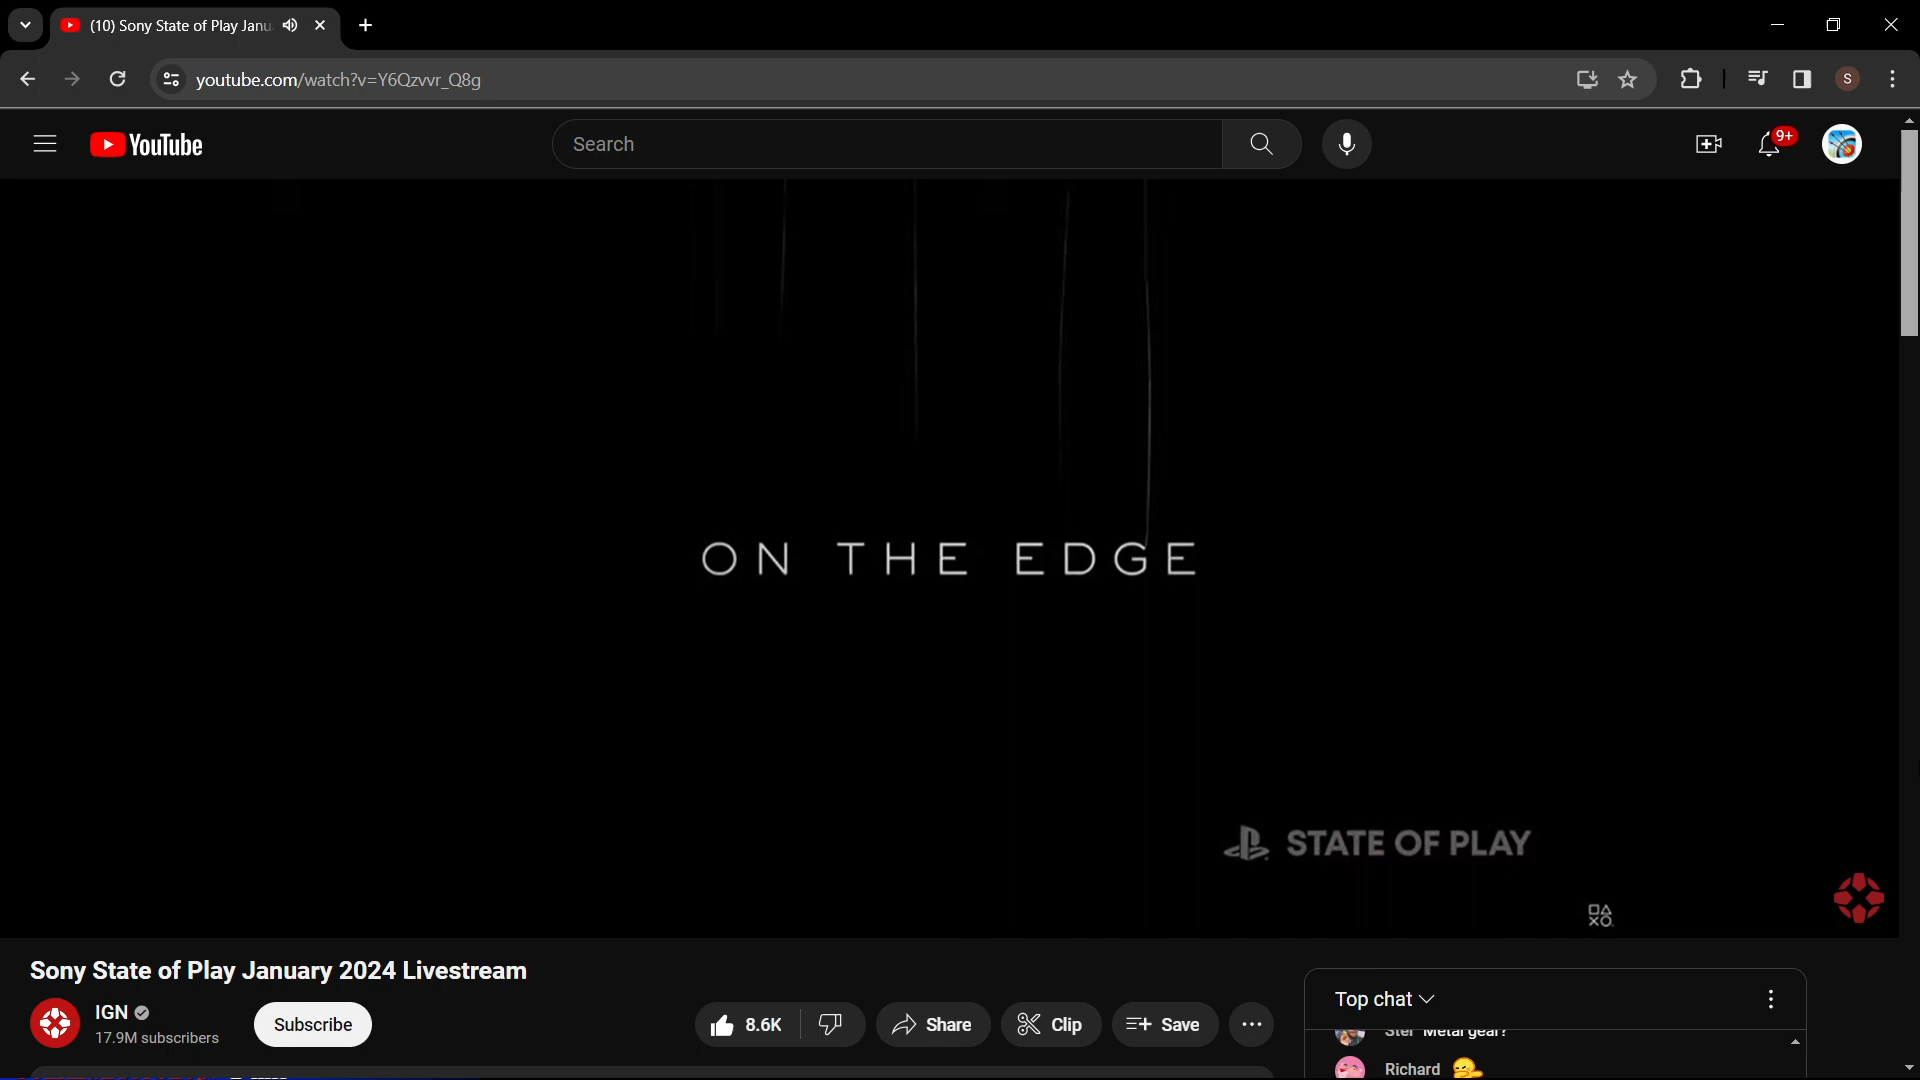 (10) Sony State of Play Janu
youtube.com/watch?v=Y6Qzvvr_Q8g
S
YouTube
Search
9+
ON THE EDGE
STATE OF PLAY
Sony State of Play January 2024 Livestream
IGN
17.9M subscribers
Subscribe
8.6K
Share
Clip
Save
Top chat
Metal gear?
Richard